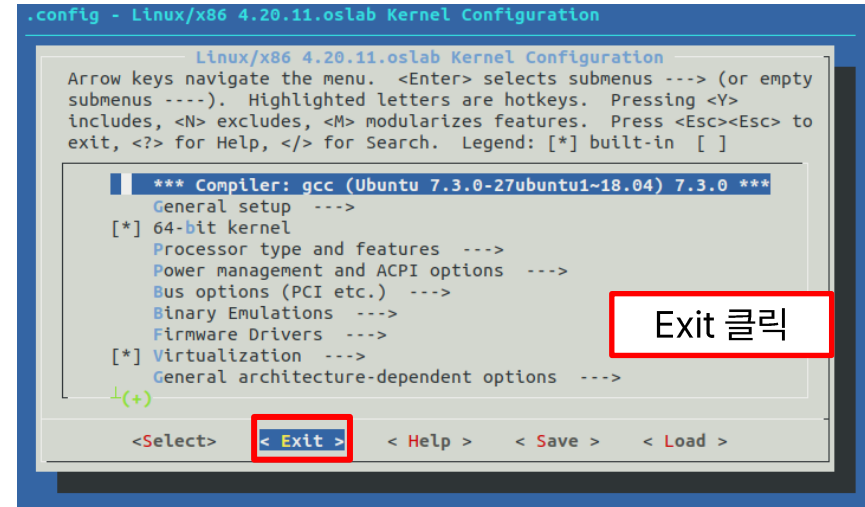 .config - Linux/x86 4.20.11.oslab Kernel Configuration
Linux/x86 4.20.11.oslab Kernel Configuration
Arrow keys navigate the menu.  <Enter> selects submenus ---> (or empty
submenus ----).  Highlighted letters are hotkeys.  Pressing <Y>
includes, <N> excludes, <M> modularizes features.  Press <Esc><Esc> to
exit, <?> for Help, </> for Search.  Legend: [*] built-in  [ ]
*** Compiler: gcc (Ubuntu 7.3.0-27ubuntu1~18.04) 7.3.0 ***
General setup  --->
[*] 64-bit kernel
Processor type and features  --->
Power management and ACPI options  --->
Bus options (PCI etc.)  --->
Binary Emulations  --->
Firmware Drivers  --->
[*] Virtualization  --->
General architecture-dependent options  --->
(+)
Exit 클릭
<Select>    < Exit >    < Help >    < Save >    < Load >